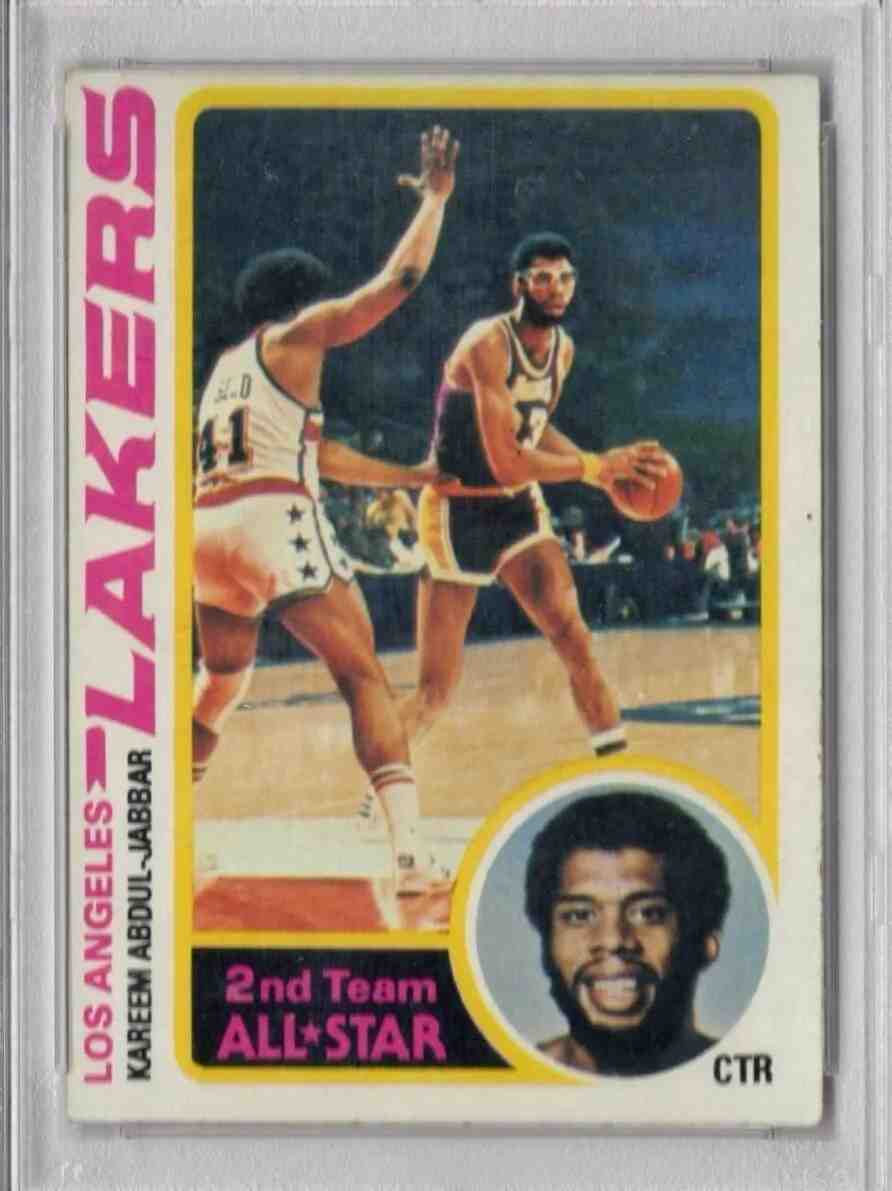 LOS ANGELES
LAKERS
KAREEM ABDUL-JABBAR
41
2nd Team
ALL★STAR
CTR